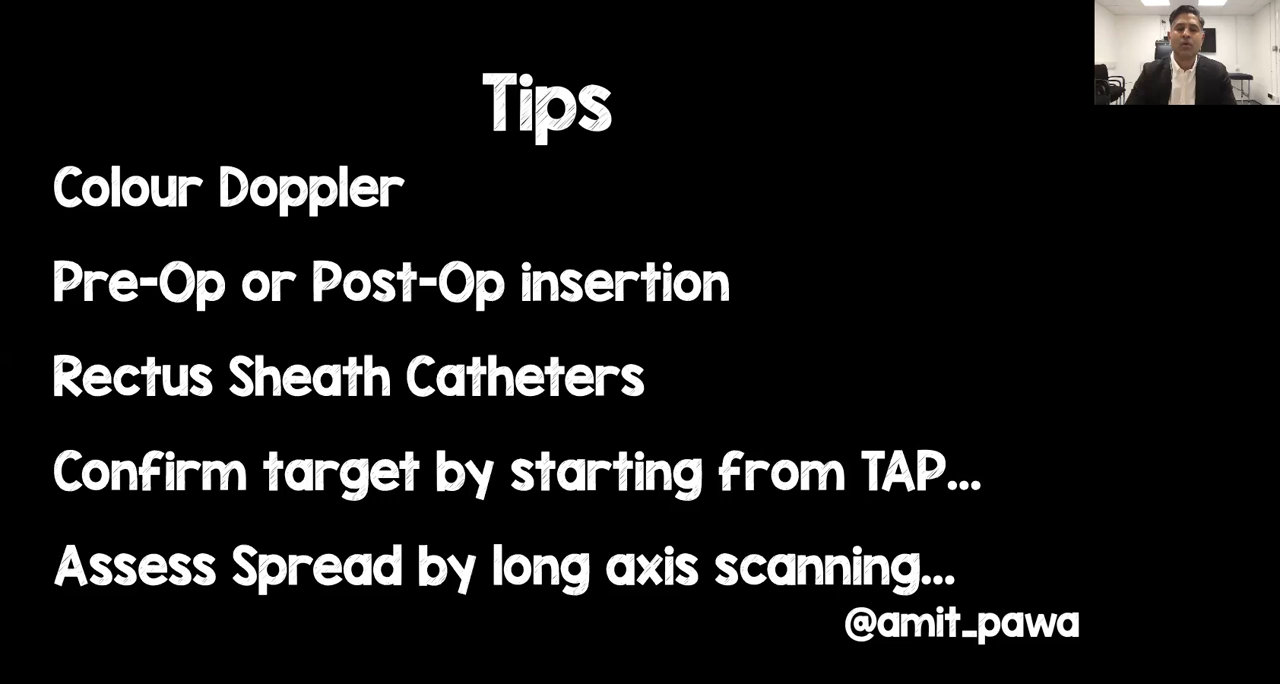 Tips
Colour Doppler
Pre-Op or Post-Op insertion
Rectus Sheath Catheters
Confirm target by starting from TAP...
Assess Spread by long axis scanning...
@amit_pawa